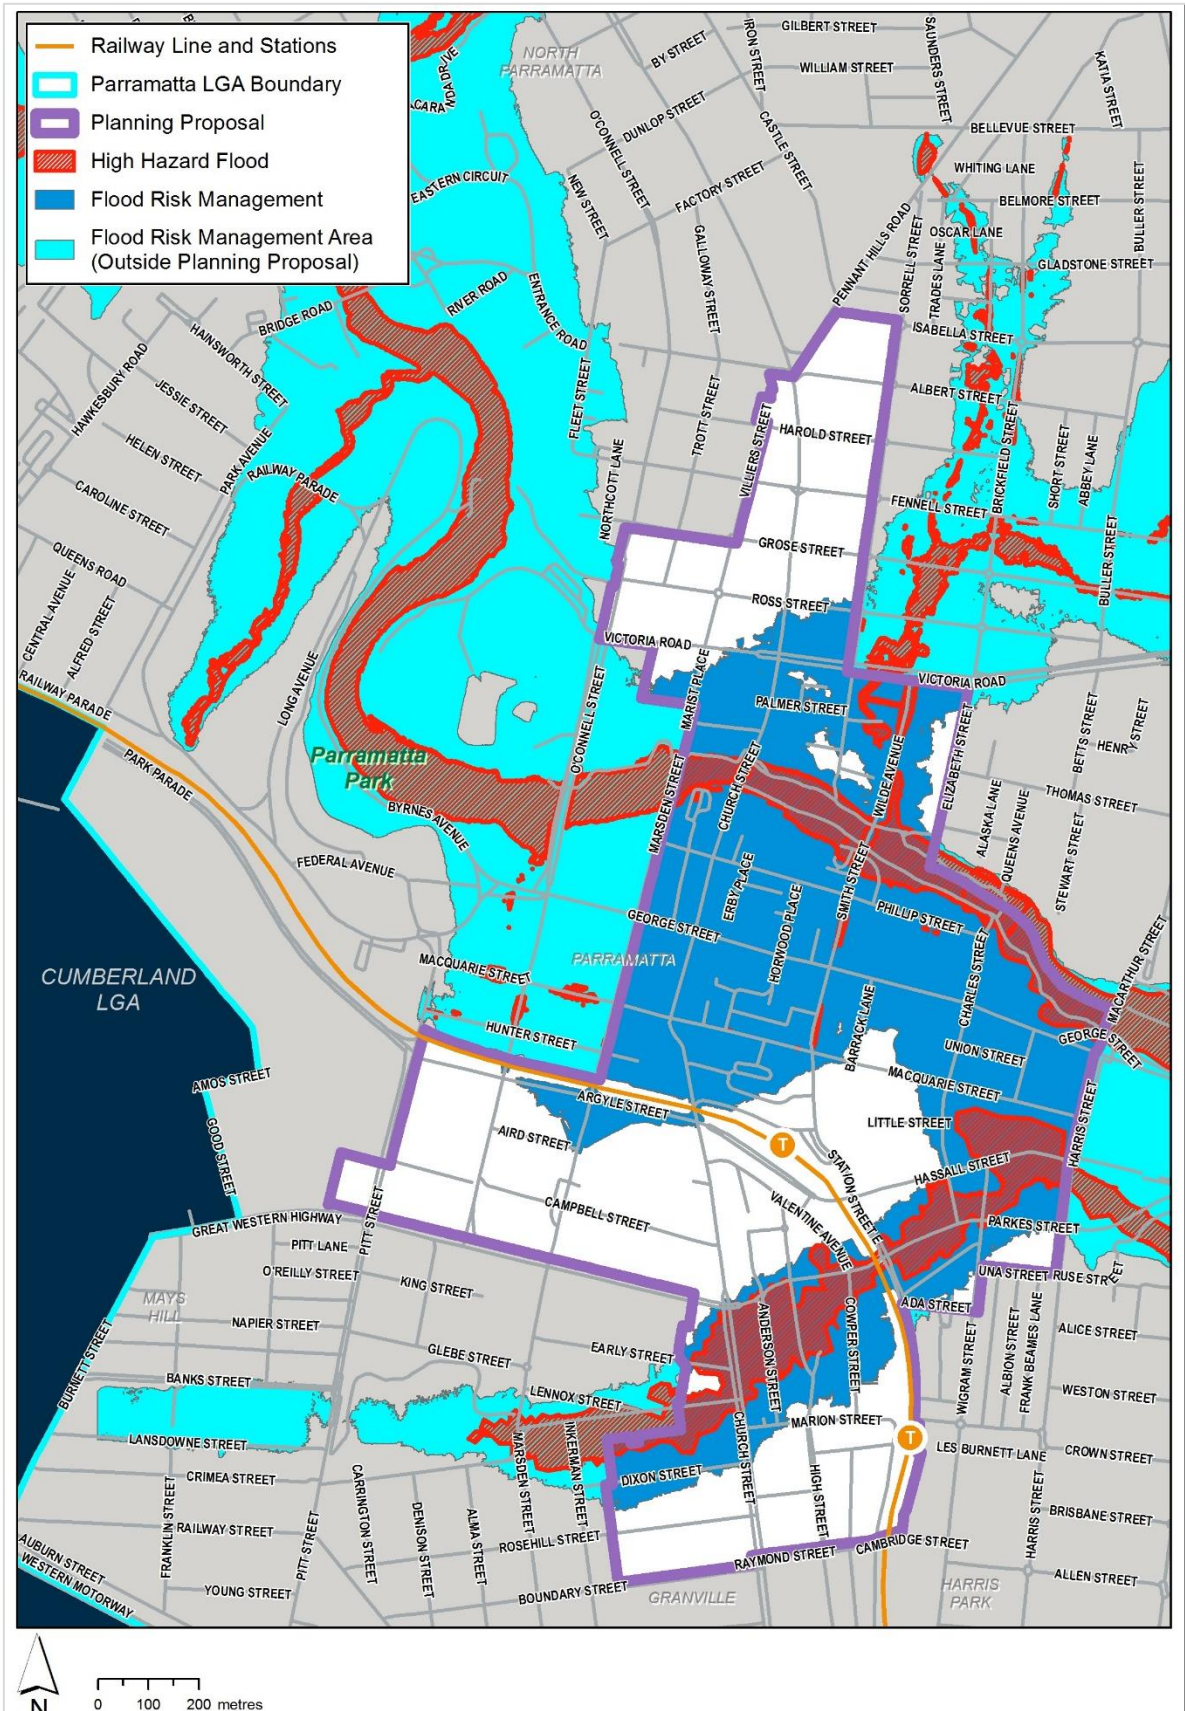 Railway Line and Stations
Parramatta LGA Boundary
Planning Proposal
High Hazard Flood
Flood Risk Management
Flood Risk Management Area
(Outside Planning Proposal)
NORTH
PARRAMATTA
BY STREET
IRON STREET
GILBERT STREET
WILLIAM STREET
SAUNDERS STREET
KATIA STREET
DUNLOP STREET
O'CONNELL STREET
CASTLE STREET
BELLEVUE STREET
WHITING LANE
BULLER STREET
EASTERN CIRCUIT
NEW STREET
FACTORY STREET
BELMORE STREET
PENNANT HILLS ROAD
SORRELL STREET
OSCAR LANE
TRADES LANE
GLADSTONE STREET
GALLOWAY STREET
RIVER ROAD
ENTRANCE ROAD
BRIDGE ROAD
HAINSWORTH STREET
HAWKESBURY ROAD
ISABELLA STREET
JESSIE STREET
FLEET STREET
TROTT STREET
ALBERT STREET
HELEN STREET
PARK AVENUE
RAILWAY PARADE
VILLIERS STREET
HAROLD STREET
BRICKFIELD STREET
SHORT STREET
ABBEY LANE
NORTHCOTT LANE
CAROLINE STREET
FENNELL STREET
QUEENS ROAD
GROSE STREET
BULLER STREET
CENTRAL AVENUE
ALFRED STREET
ROSS STREET
VICTORIA ROAD
LONG AVENUE
O'CONNELL STREET
MARIST PLACE
VICTORIA ROAD
RAILWAY PARADE
PALMER STREET
ELIZABETH STREET
BETTS STREET
HENRY STREET
PARK PARADE
Parramatta
Park
MARSDEN STREET
CHURCH STREET
WILDE AVENUE
ALASKA LANE
QUEENS AVENUE
THOMAS STREET
STEWART STREET
BYRNES AVENUE
FEDERAL AVENUE
ERBY PLACE
HORWOOD PLACE
SMITH STREET
PHILLIP STREET
GEORGE STREET
CHARLES STREET
MACARTHUR STREET
MACQUARIE STREET
PARRAMATTA
CUMBERLAND
LGA
HUNTER STREET
BARRACK LANE
UNION STREET
GEORGE STREET
MACQUARIE STREET
AMOS STREET
GOOD STREET
ARGYLE STREET
AIRD STREET
LITTLE STREET
HARRIS STREET
T
STATION STREET E
HASSALL STREET
VALENTINE AVENUE
CAMPBELL STREET
PARKES STREET
GREAT WESTERN HIGHWAY
PITT STREET
PITT LANE
O'REILLY STREET
KING STREET
UNA STREET
RUSE STREET
ADA STREET
MAYS
HILL
NAPIER STREET
ANDERSON STREET
COWPER STREET
WIGRAM STREET
ALBION STREET
FRANK BEAMES LANE
ALICE STREET
GLEBE STREET
EARLY STREET
BURNETT STREET
BANKS STREET
LENNOX STREET
WESTON STREET
MARION STREET
T
LANSDOWNE STREET
MARSDEN STREET
INKERMAN STREET
CHURCH STREET
LES BURNETT LANE
CROWN STREET
CRIMEA STREET
DIXON STREET
HIGH STREET
FRANKLIN STREET
CARRINGTON STREET
DENISON STREET
ALMA STREET
HARRIS STREET
BRISBANE STREET
RAILWAY STREET
PITT STREET
ROSEHILL STREET
CAMBRIDGE STREET
AUBURN STREET
WESTERN MOTORWAY
RAYMOND STREET
YOUNG STREET
BOUNDARY STREET
GRANVILLE
HARRIS
PARK
ALLEN STREET
N
0 100 200 metres